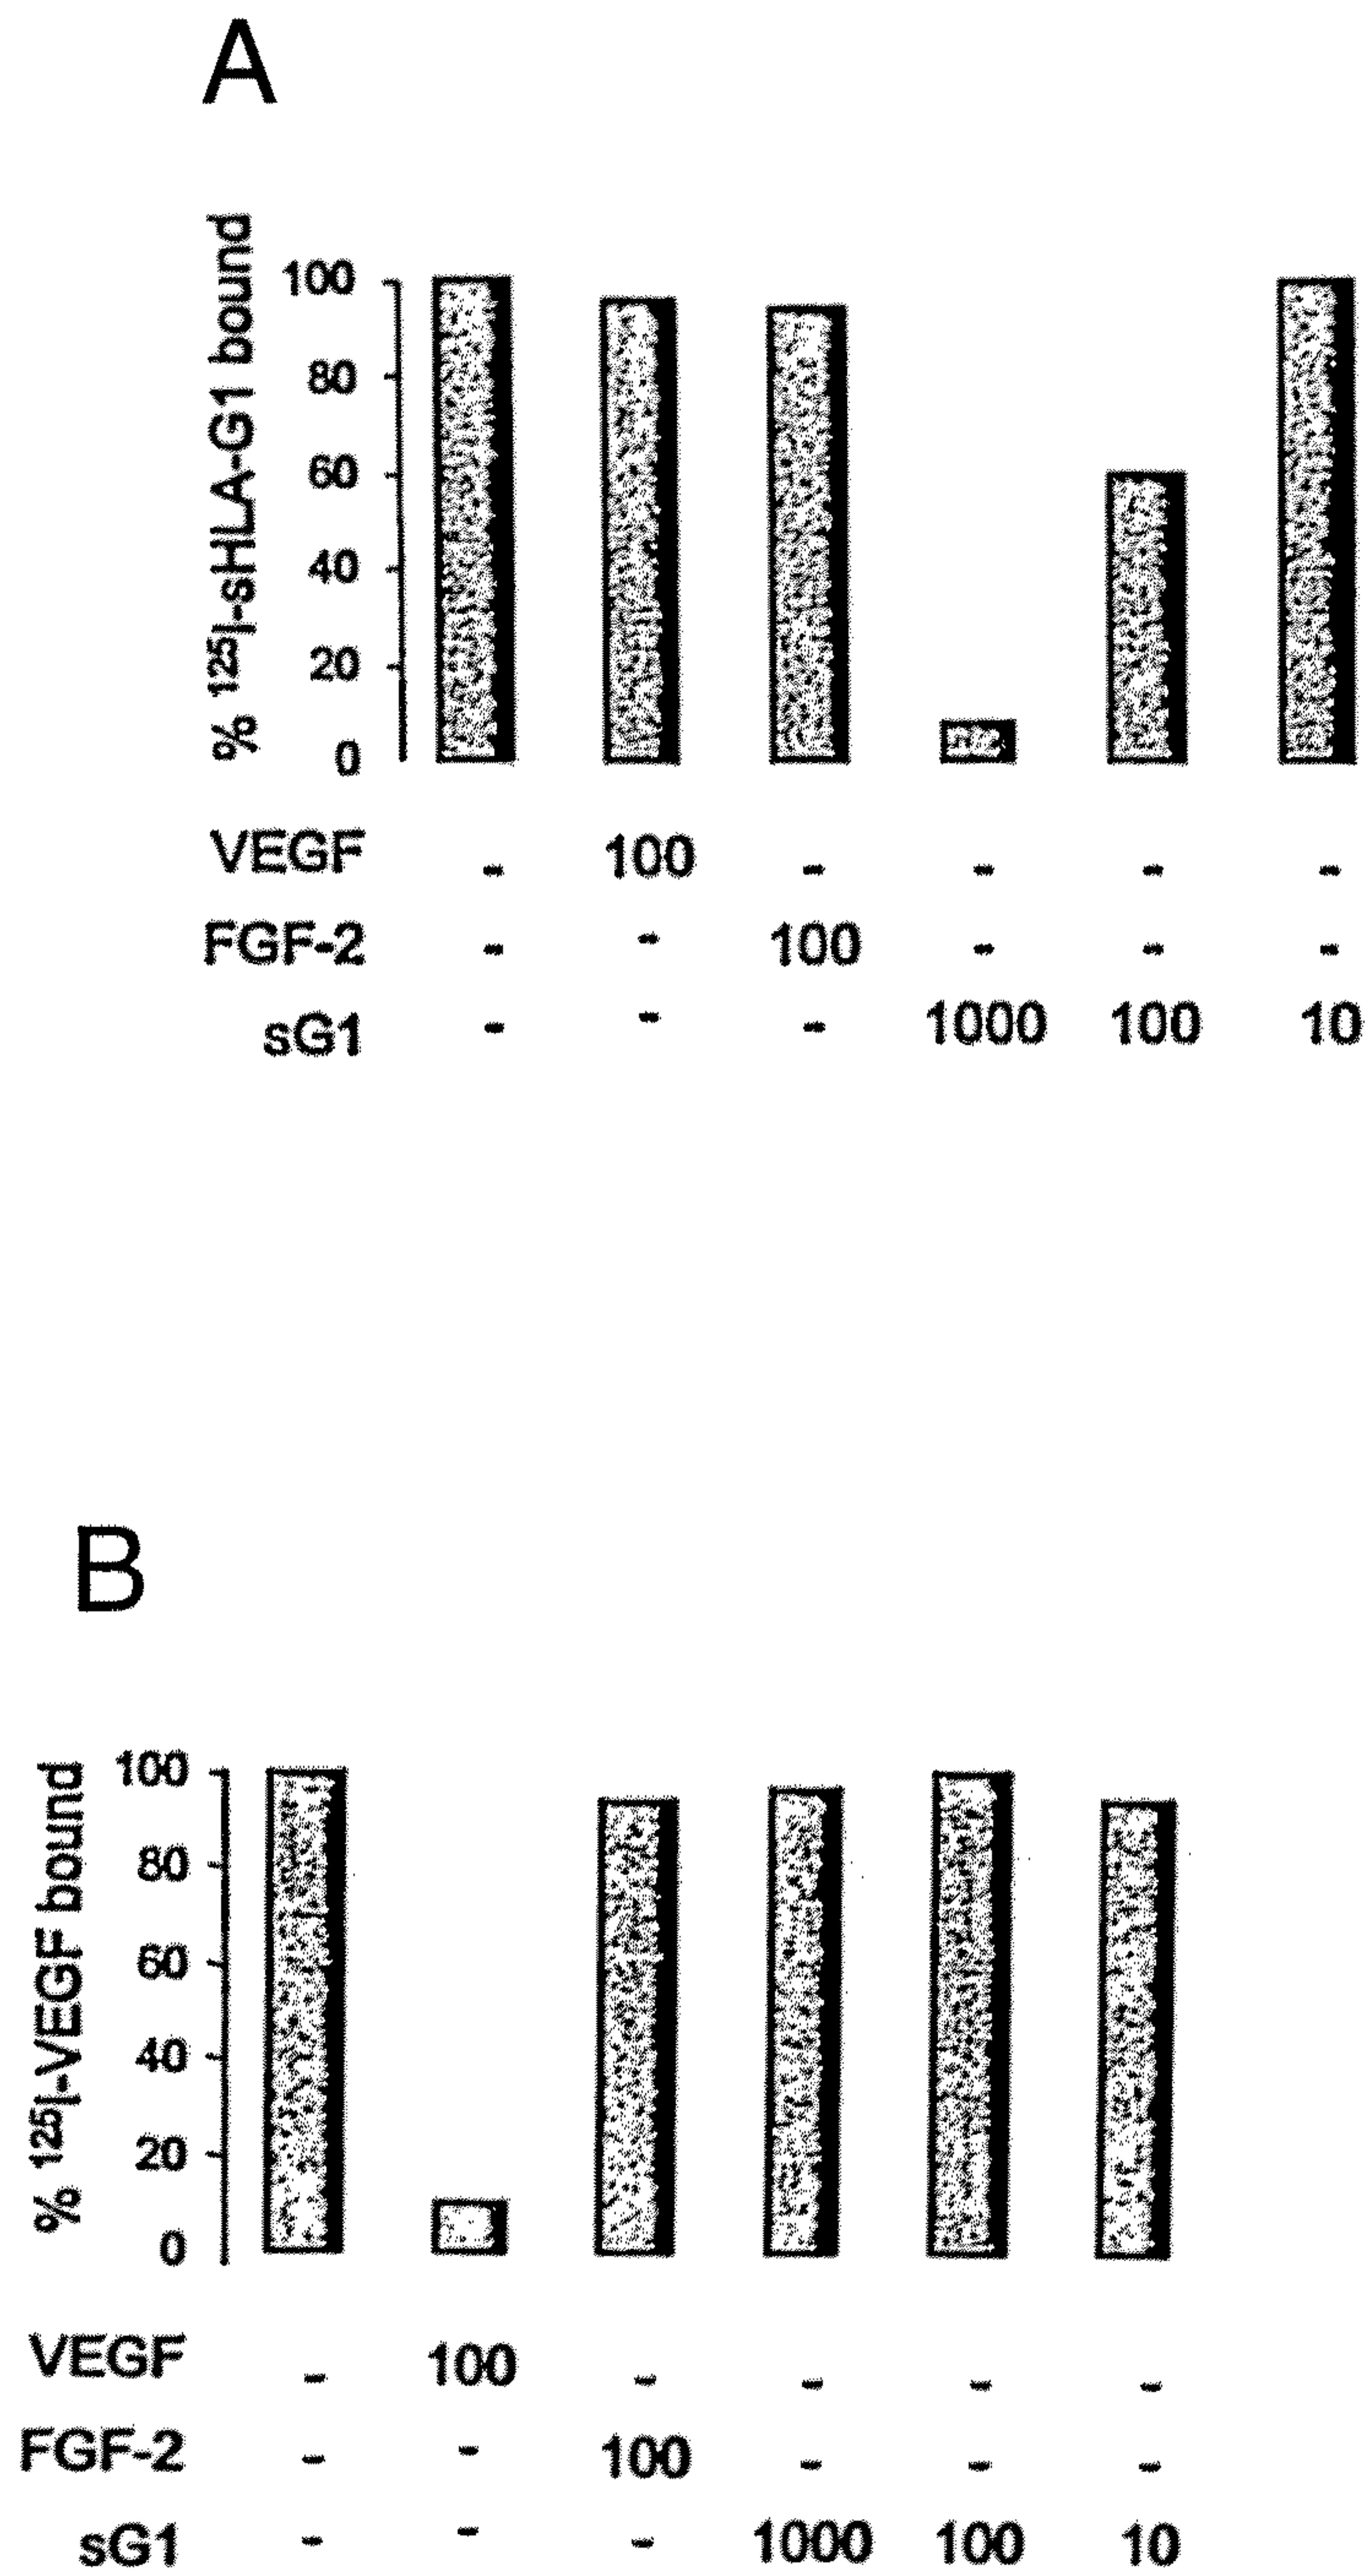 A
% 125I-sHLA-G1 bound
100
80
60
40
20
0
VEGF - 100 - - - -
FGF-2 - - 100 - - -
sG1 - - - 1000 100 10
B
% 125I-VEGF bound
100
80
60
40
20
0
VEGF - 100 - - - -
FGF-2 - - 100 - - -
sG1 - - - 1000 100 10